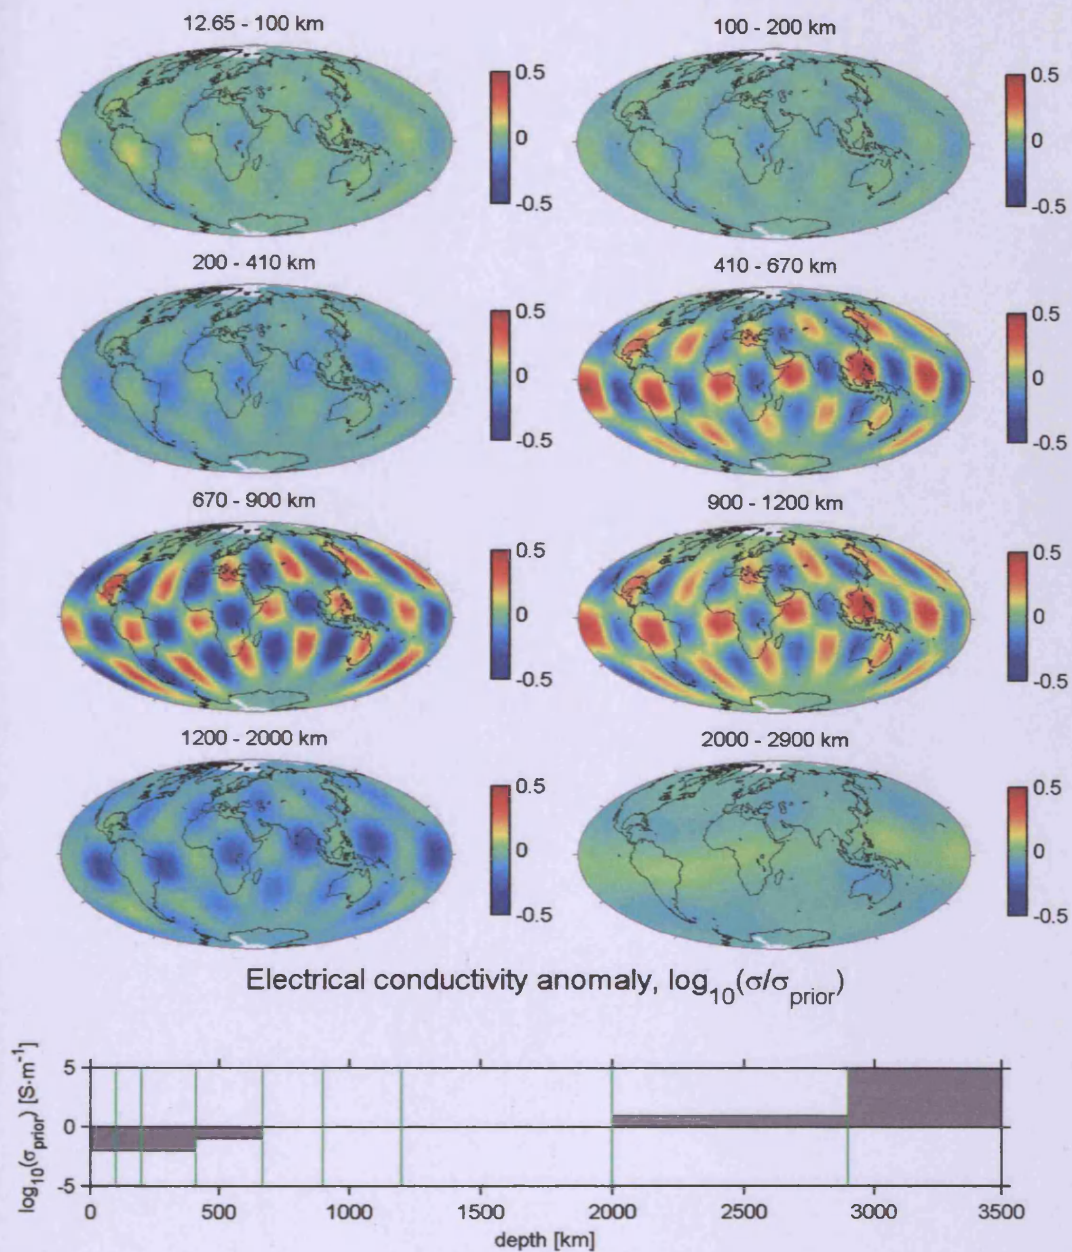 12.65 - 100 km
100 - 200 km
0.5
0
-0.5
0.5
0
-0.5
200 - 410 km
410 - 670 km
0.5
0
-0.5
0.5
0
-0.5
670 - 900 km
900 - 1200 km
0.5
0
-0.5
0.5
0
-0.5
1200 - 2000 km
2000 - 2900 km
0.5
0
-0.5
0.5
0
-0.5
Electrical conductivity anomaly, log₁₀(σ/σ_prior)
log₁₀(σ_prior) [S·m⁻¹]
5
0
-5
0 500 1000 1500 2000 2500 3000 3500
depth [km]